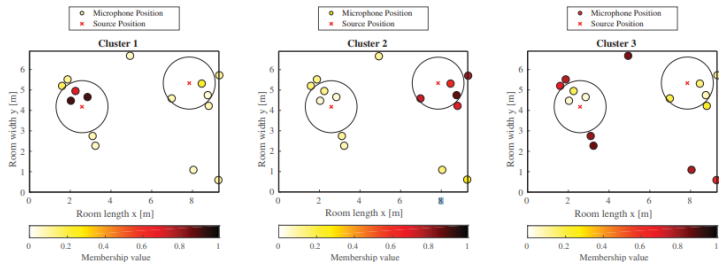 Microphone Position
Source Position
Microphone Position
Source Position
Microphone Position
Source Position
Cluster 1
Cluster 2
Cluster 3
Room width y [m]
6
5
4
3
2
1
0
0 2 4 6 8
Room length x [m]
Room width y [m]
6
5
4
3
2
1
0
0 2 4 6 8
Room length x [m]
Room width y [m]
6
5
4
3
2
1
0
0 2 4 6 8
Room length x [m]
0 0.2 0.4 0.6 0.8 1
Membership value
0 0.2 0.4 0.6 0.8 1
Membership value
0 0.2 0.4 0.6 0.8 1
Membership value